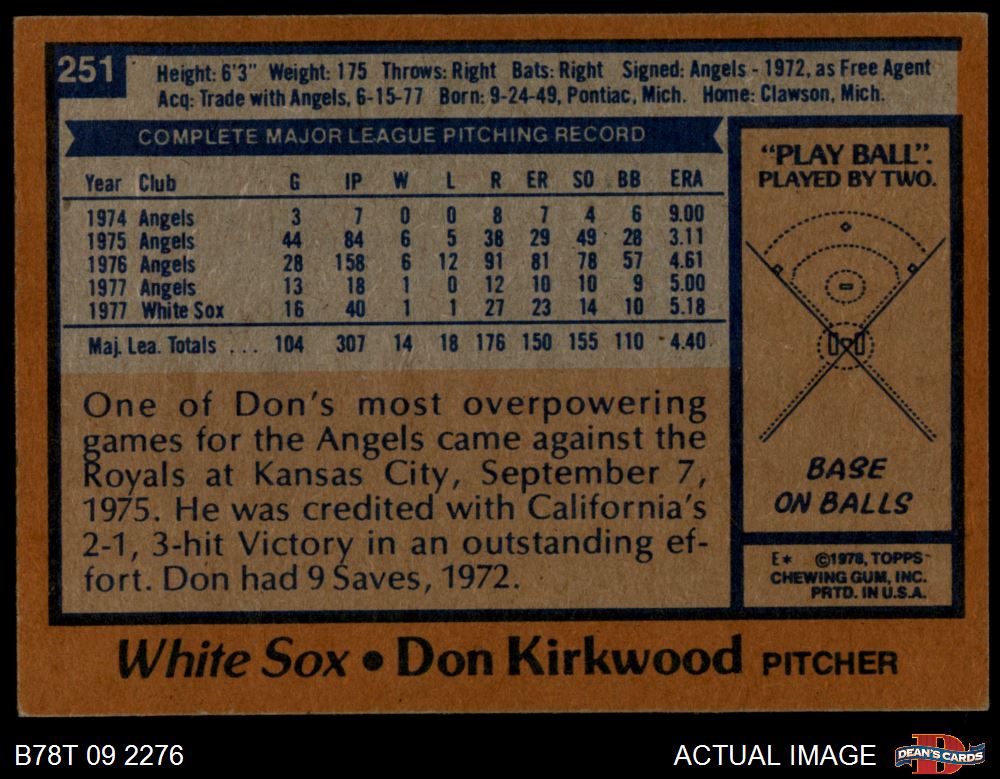 251
Height: 6'3" Weight: 175 Throws: Right Bats: Right Signed: Angels - 1972, as Free Agent
Acq: Trade with Angels, 6-15-77 Born: 9-24-49, Pontiac, Mich. Home: Clawson, Mich.
COMPLETE MAJOR LEAGUE PITCHING RECORD
Year Club G IP W L R ER SO BB ERA
1974 Angels 3 7 0 0 8 7 4 6 9.00
1975 Angels 44 84 6 5 38 29 49 28 3.11
1976 Angels 28 158 6 12 91 81 78 57 4.61
1977 Angels 13 18 1 0 12 10 10 9 5.00
1977 White Sox 16 40 1 1 27 23 14 10 5.18
Maj. Lea. Totals ... 104 307 14 18 176 150 155 110 4.40
One of Don's most overpowering
games for the Angels came against the
Royals at Kansas City, September 7,
1975. He was credited with California's
2-1, 3-hit Victory in an outstanding ef-
fort. Don had 9 Saves, 1972.
"PLAY BALL".
PLAYED BY TWO.
BASE
ON BALLS
E* ©1978, TOPPS
CHEWING GUM, INC.
PRTD. IN U.S.A.
White Sox • Don Kirkwood PITCHER
B78T 09 2276
ACTUAL IMAGE
DEAN'S CARDS